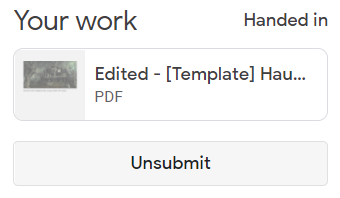 Your work
Handed in
Edited - [Template] Hau...
PDF
Unsubmit